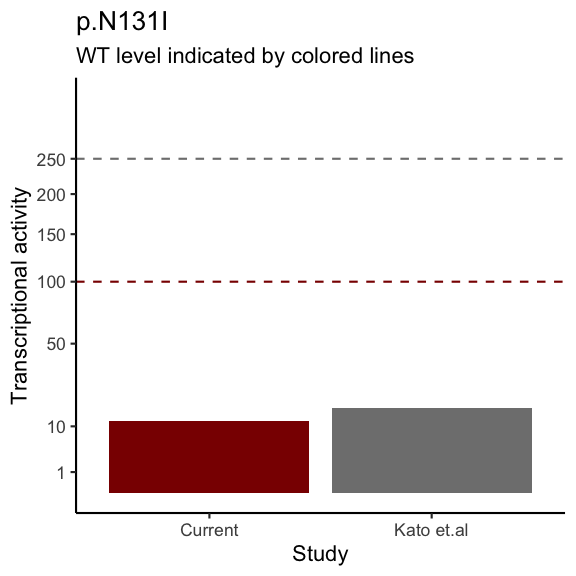 p.N131I
WT level indicated by colored lines
Transcriptional activity
250
200
150
100
50
10
1
Current
Kato et.al
Study